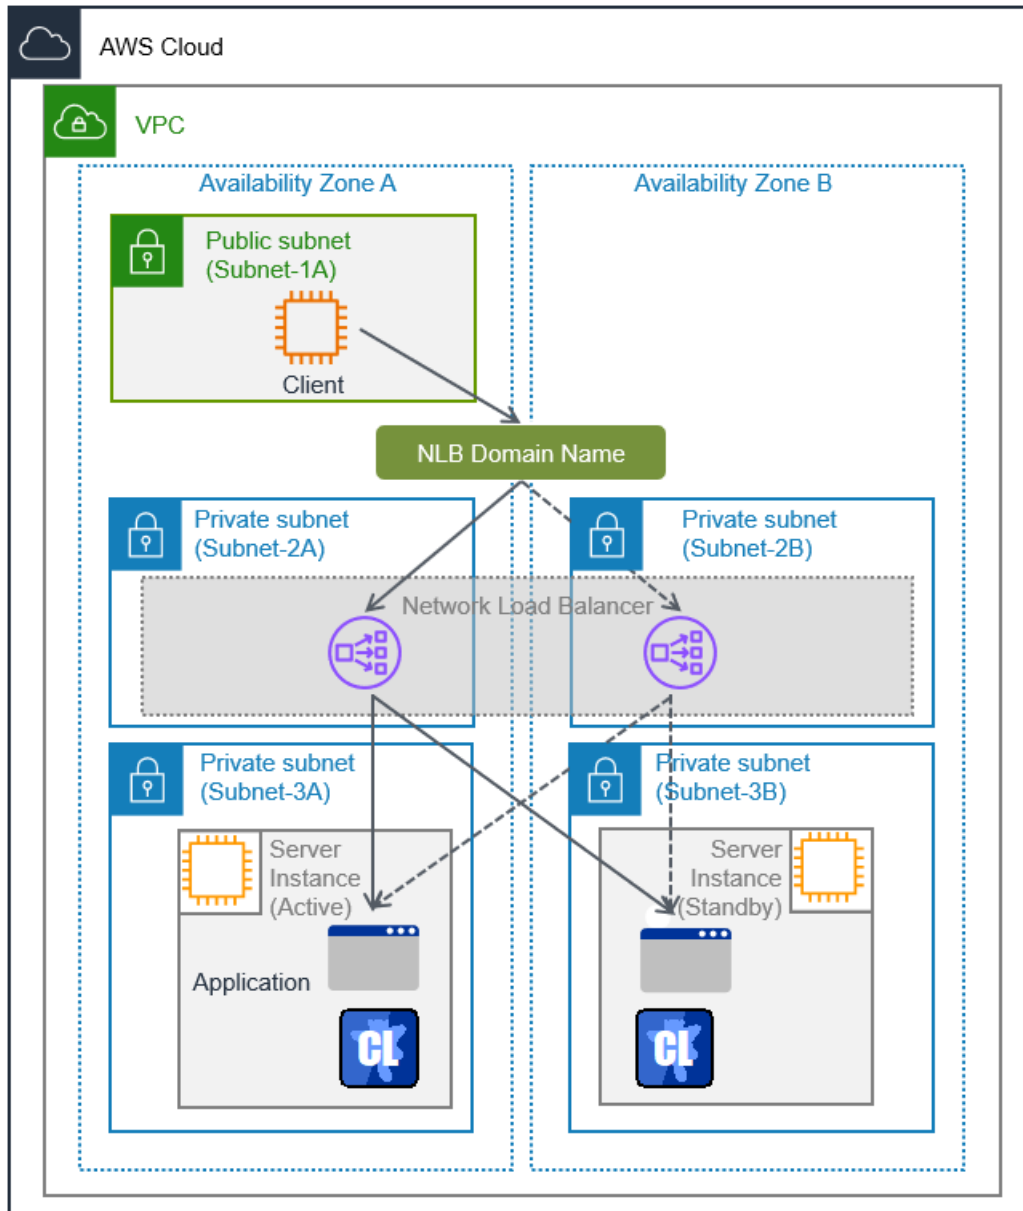 AWS Cloud
VPC
Availability Zone A
Availability Zone B
Public subnet
(Subnet-1A)
Client
NLB Domain Name
Private subnet
(Subnet-2A)
Private subnet
(Subnet-2B)
Network Load Balancer
Private subnet
(Subnet-3A)
Private subnet
(Subnet-3B)
Server
Instance
(Active)
Server
Instance
(Standby)
Application
CL
CL